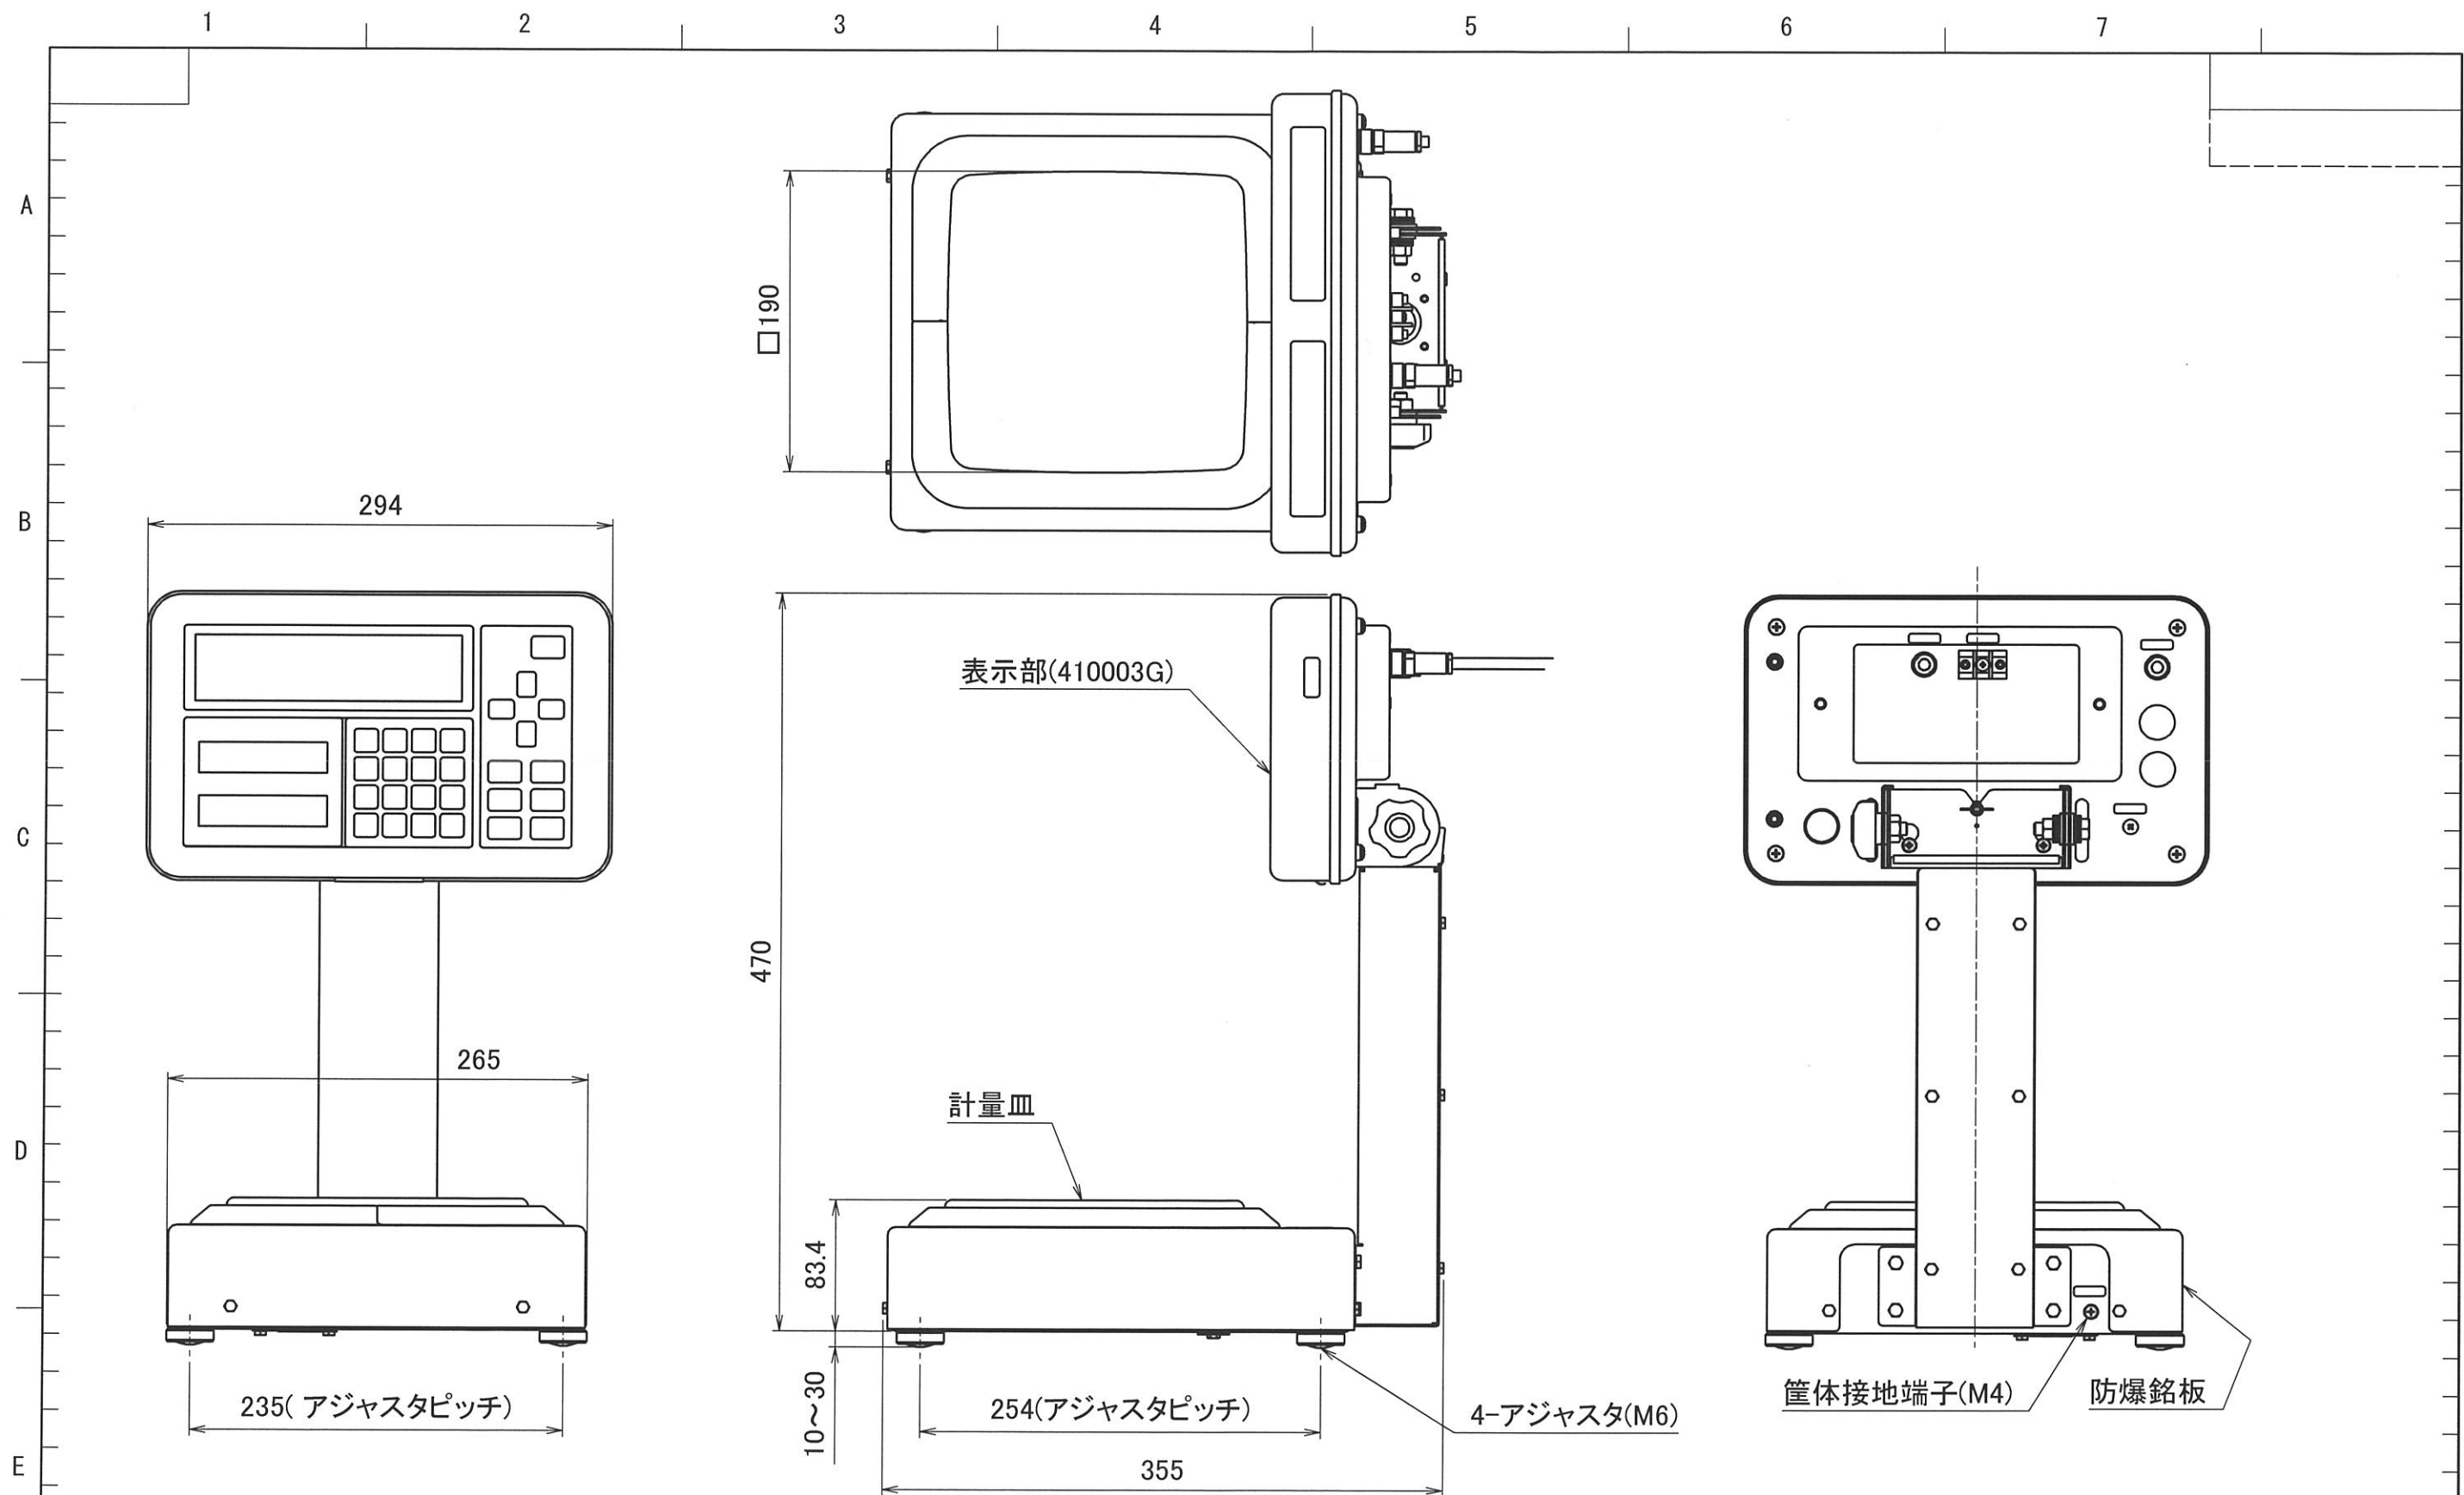 1 2 3 4 5 6 7
A
□190
B
294
表示部(410003G)
C
470
265
計量皿
D
83.4
10~30
235( アジャスタピッチ)
254(アジャスタピッチ)
4-アジャスタ(M6)
筐体接地端子(M4)
防爆銘板
355
E